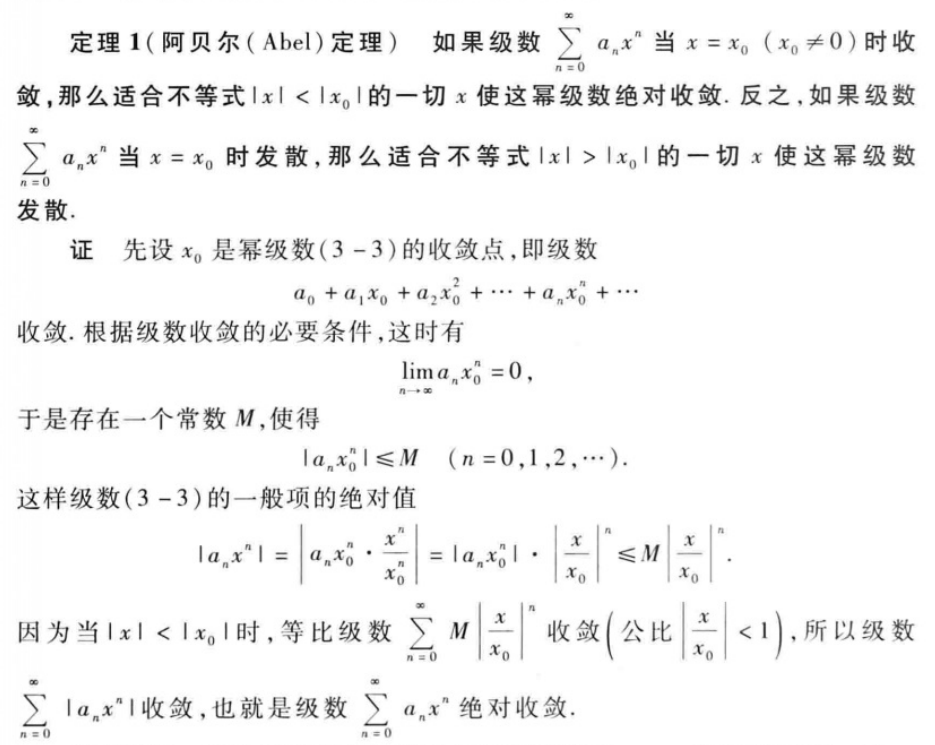 定理 1(阿贝尔(Abel)定理) 如果级数 $\sum_{n=0}^{\infty} a_n x^n$ 当 $x = x_0$ ($x_0 \neq 0$)时收
敛,那么适合不等式$|x| < |x_0|$的一切 $x$ 使这幂级数绝对收敛. 反之,如果级数
$\sum_{n=0}^{\infty} a_n x^n$ 当 $x = x_0$ 时发散,那么适合不等式$|x| > |x_0|$的一切 $x$ 使这幂级数
发散.
证 先设 $x_0$ 是幂级数(3-3)的收敛点,即级数
$a_0 + a_1 x_0 + a_2 x_0^2 + \cdots + a_n x_0^n + \cdots$
收敛. 根据级数收敛的必要条件,这时有
$\lim_{n \to \infty} a_n x_0^n = 0,$
于是存在一个常数 $M$,使得
$|a_n x_0^n| \leqslant M \quad (n = 0,1,2,\cdots).$
这样级数(3-3)的一般项的绝对值
$|a_n x^n| = \left| a_n x_0^n \cdot \frac{x^n}{x_0^n} \right| = |a_n x_0^n| \cdot \left| \frac{x}{x_0} \right|^n \leqslant M \left| \frac{x}{x_0} \right|^n.$
因为当$|x| < |x_0|$时,等比级数 $\sum_{n=0}^{\infty} M \left| \frac{x}{x_0} \right|^n$ 收敛$\left(\text{公比} \left| \frac{x}{x_0} \right| < 1\right)$,所以级数
$\sum_{n=0}^{\infty} |a_n x^n|$收敛,也就是级数 $\sum_{n=0}^{\infty} a_n x^n$ 绝对收敛.